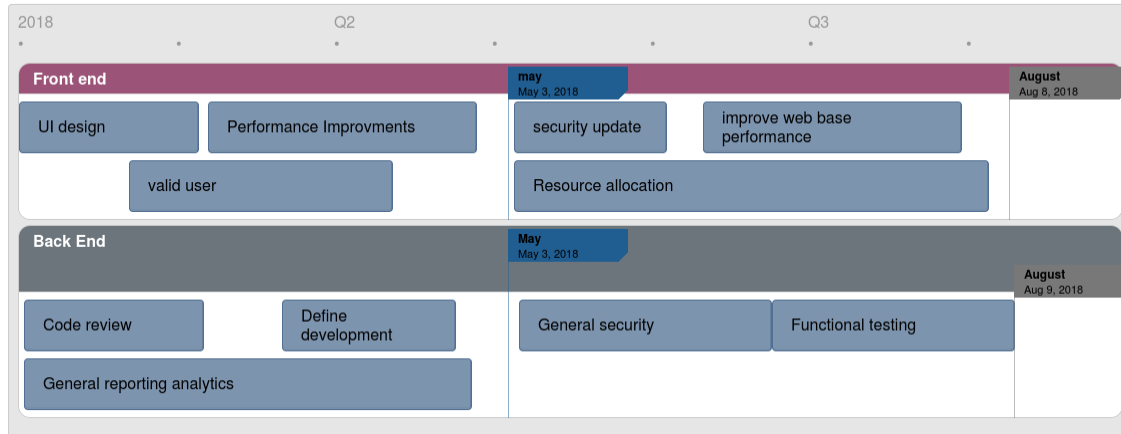 2018
Q2
Q3
Front end
may
May 3, 2018
August
Aug 8, 2018
UI design
Performance Improvments
security update
improve web base
performance
valid user
Resource allocation
Back End
May
May 3, 2018
August
Aug 9, 2018
Code review
Define
development
General security
Functional testing
General reporting analytics